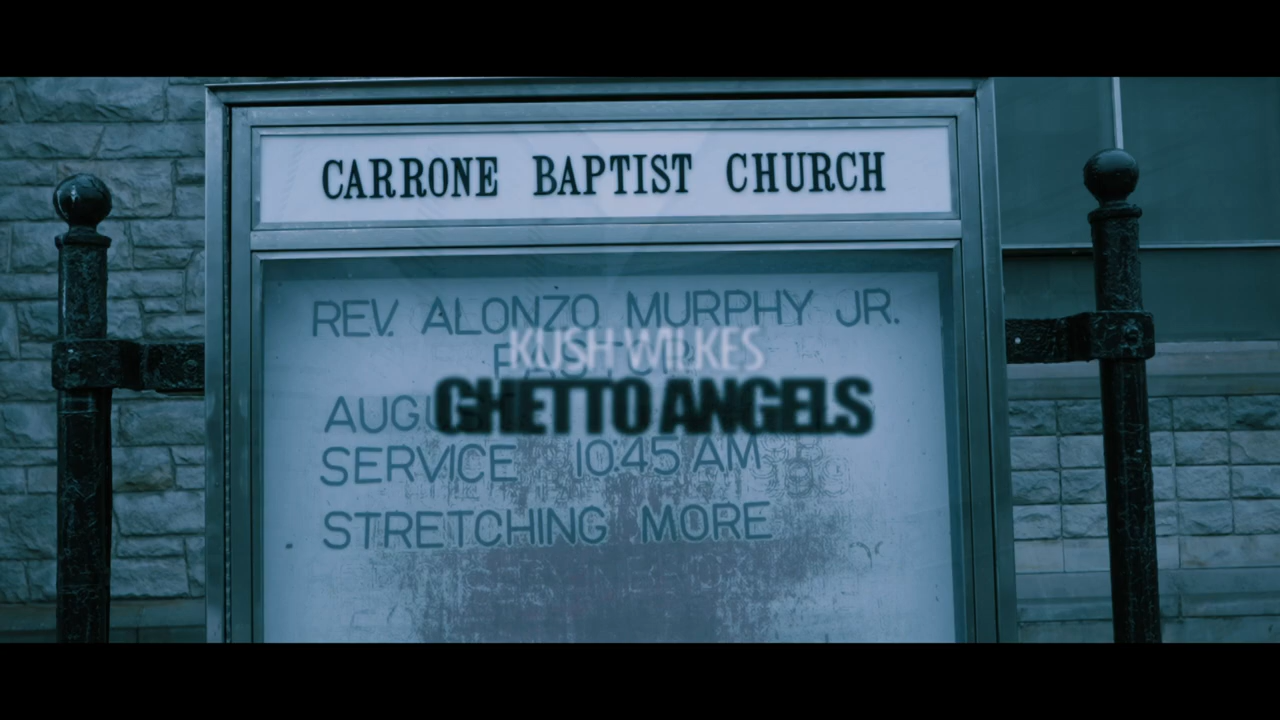 CARRONE BAPTIST CHURCH
REV. ALONZO MURPHY JR.
KUSH WILKES
GHETTO ANGELS
SERVICE 10:45 AM
STRETCHING MORE